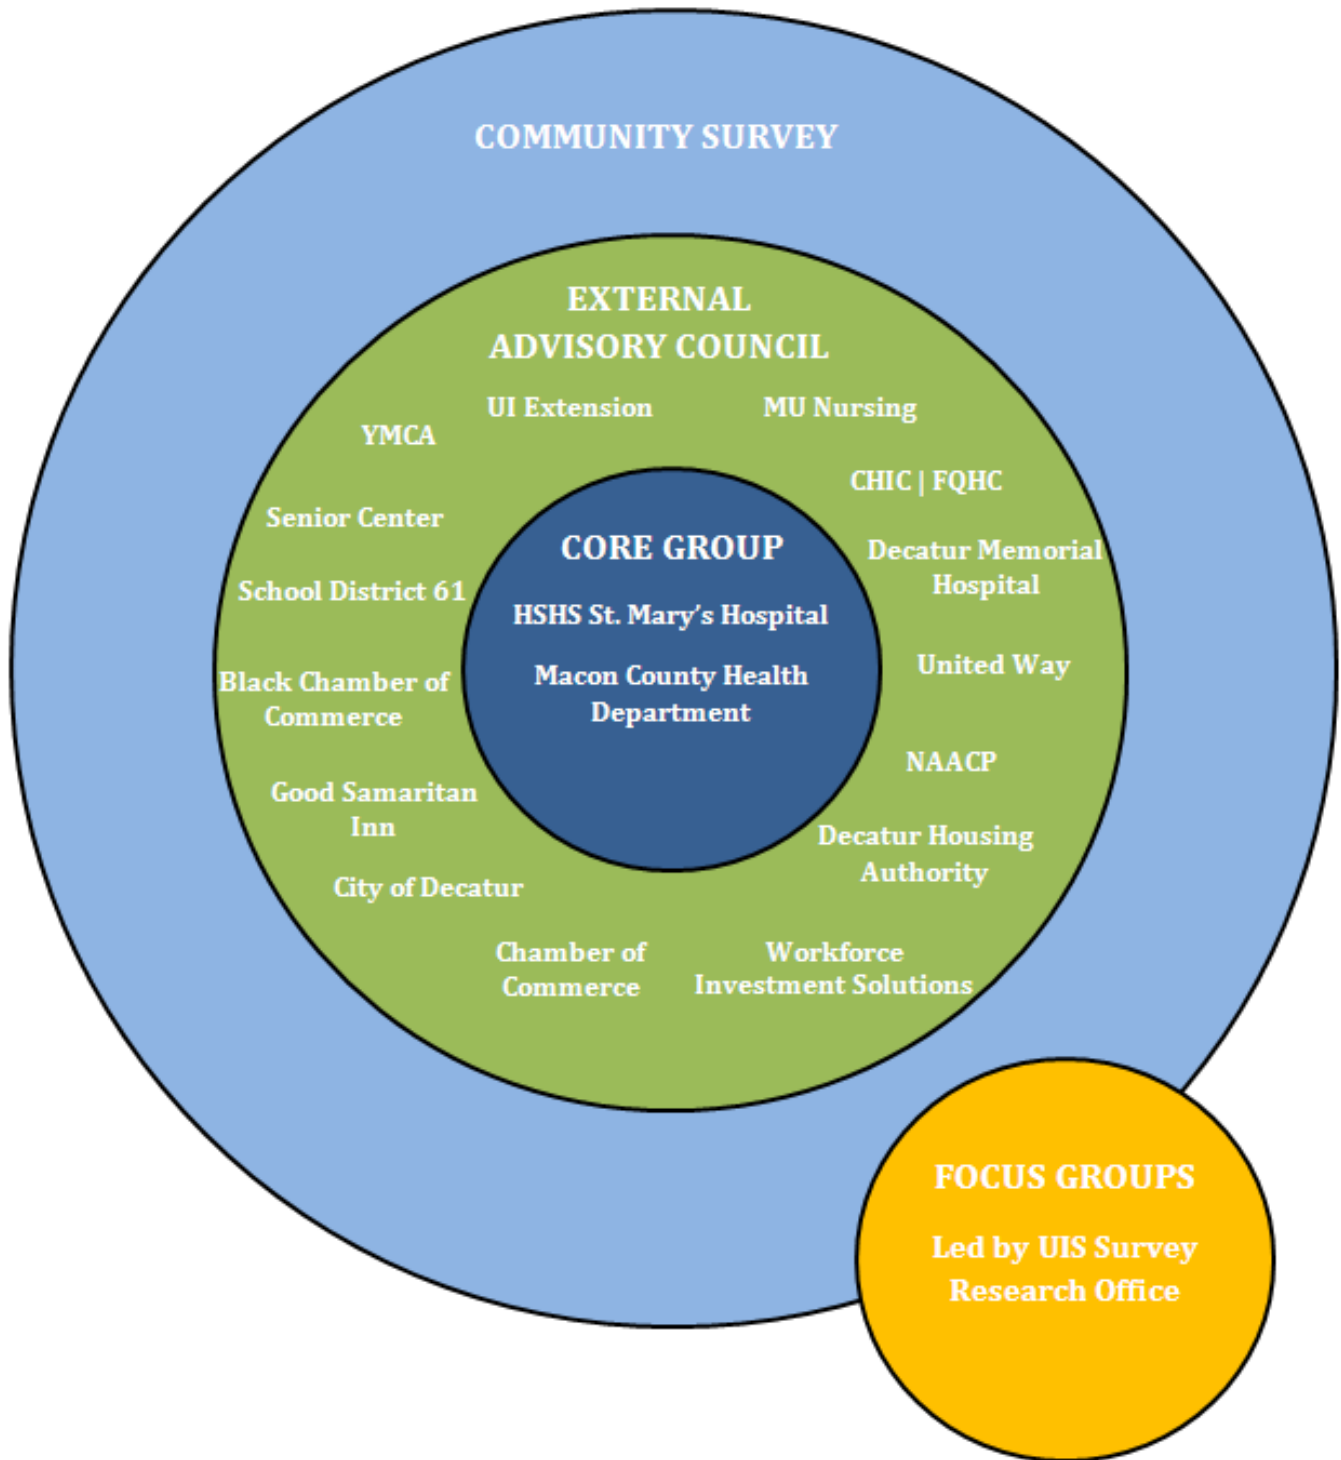 COMMUNITY SURVEY
EXTERNAL
ADVISORY COUNCIL
UI Extension
MU Nursing
YMCA
CHIC | FQHC
Senior Center
Decatur Memorial
Hospital
School District 61
United Way
Black Chamber of
Commerce
NAACP
Good Samaritan
Inn
Decatur Housing
Authority
City of Decatur
Chamber of
Commerce
Workforce
Investment Solutions
CORE GROUP
HSHS St. Mary’s Hospital
Macon County Health
Department
FOCUS GROUPS
Led by UIS Survey
Research Office